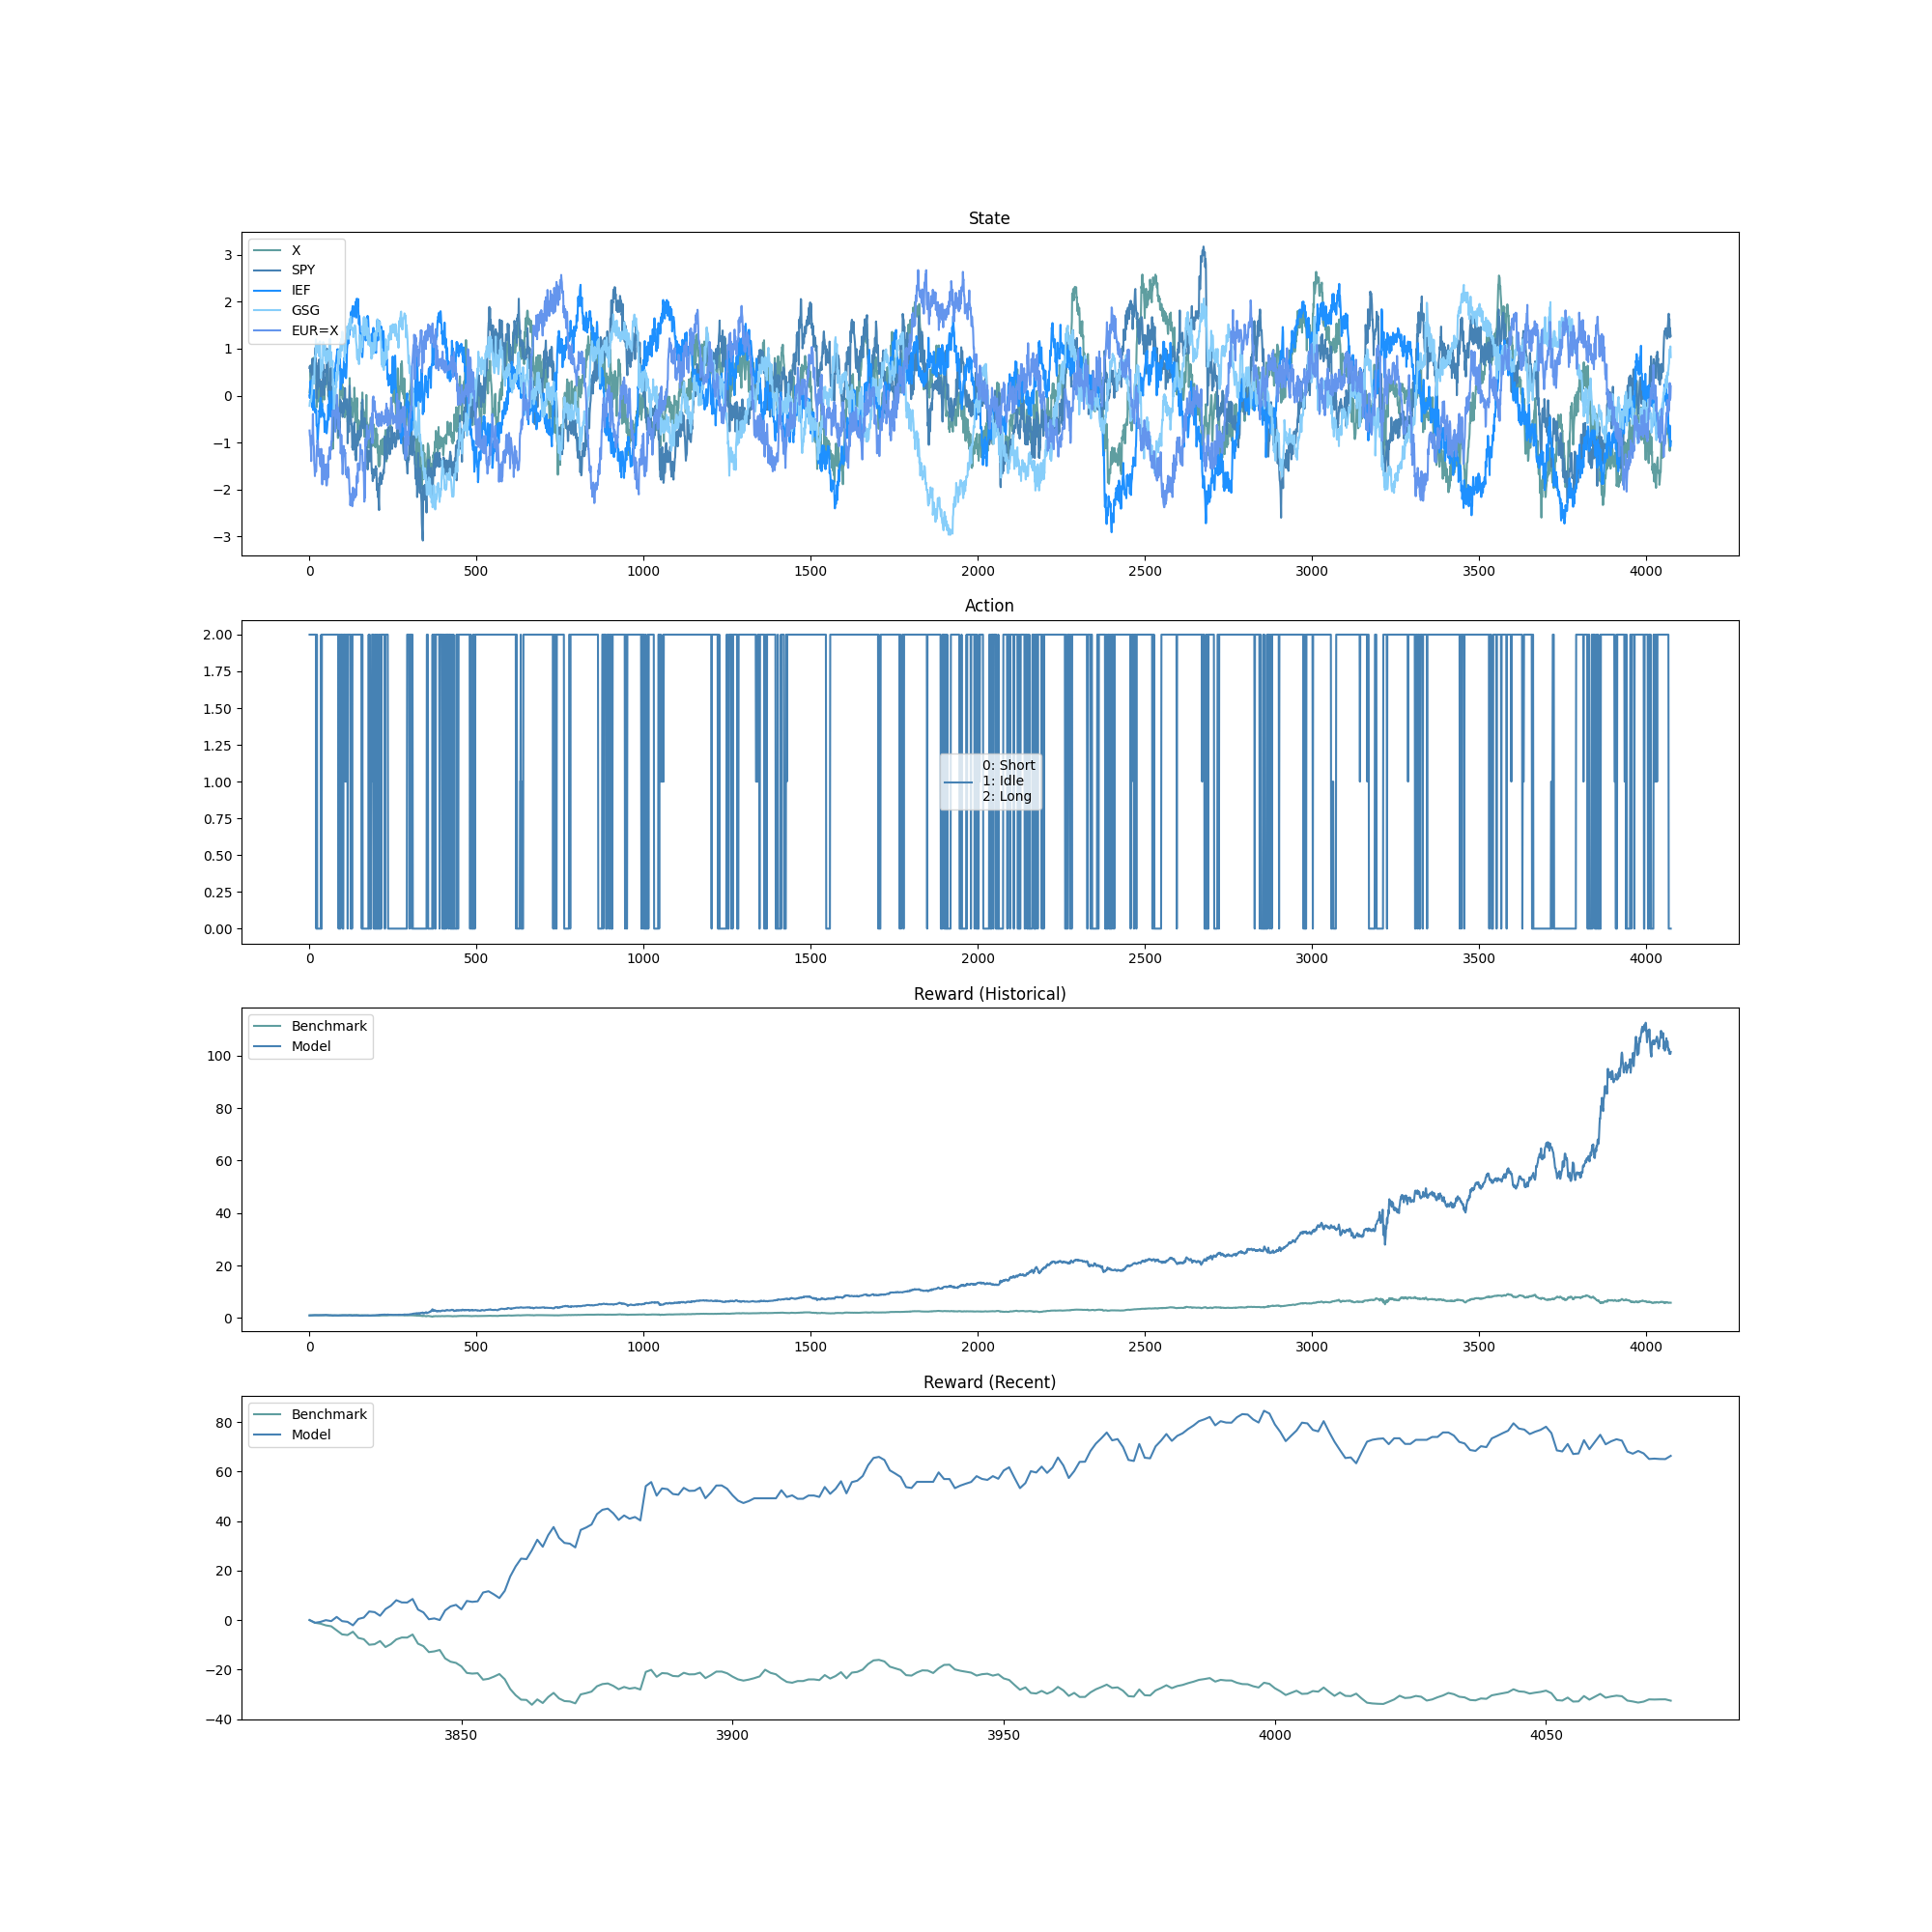 State
X
SPY
IEF
GSG
EUR=X
3
2
1
0
−1
−2
−3
0 500 1000 1500 2000 2500 3000 3500 4000
Action
2.00
1.75
1.50
1.25
1.00
0.75
0.50
0.25
0.00
0: Short
1: Idle
2: Long
0 500 1000 1500 2000 2500 3000 3500 4000
Reward (Historical)
Benchmark
Model
100
80
60
40
20
0
0 500 1000 1500 2000 2500 3000 3500 4000
Reward (Recent)
Benchmark
Model
80
60
40
20
0
−20
−40
3850 3900 3950 4000 4050